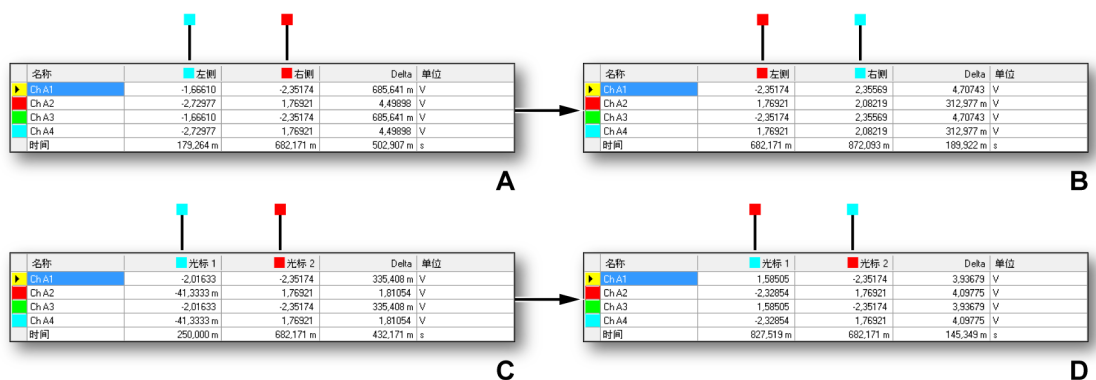 名称 左侧 右侧 Delta 单位
Ch A1 -1,66610 -2,35174 685,641 m V
Ch A2 -2,72977 1,76921 4,49898 V
Ch A3 -1,66610 -2,35174 685,641 m V
Ch A4 -2,72977 1,76921 4,49898 V
时间 179,264 m 682,171 m 502,907 m s
A
名称 左侧 右侧 Delta 单位
Ch A1 -2,35174 2,35569 4,70743 V
Ch A2 1,76921 2,08219 312,977 m V
Ch A3 -2,35174 2,35569 4,70743 V
Ch A4 1,76921 2,08219 312,977 m V
时间 682,171 m 872,093 m 189,922 m s
B
名称 光标 1 光标 2 Delta 单位
Ch A1 -2,01633 -2,35174 335,408 m V
Ch A2 -41,3333 m 1,76921 1,81054 V
Ch A3 -2,01633 -2,35174 335,408 m V
Ch A4 -41,3333 m 1,76921 1,81054 V
时间 250,000 m 682,171 m 432,171 m s
C
名称 光标 1 光标 2 Delta 单位
Ch A1 1,58505 -2,35174 3,93679 V
Ch A2 -2,32854 1,76921 4,09775 V
Ch A3 1,58505 -2,35174 3,93679 V
Ch A4 -2,32854 1,76921 4,09775 V
时间 827,519 m 682,171 m 145,349 m s
D